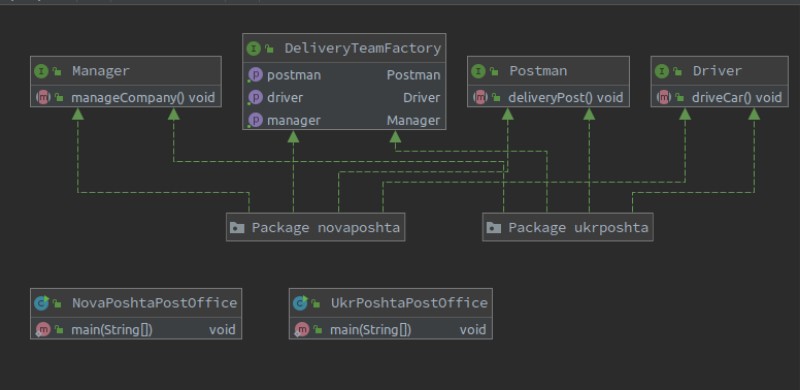 Manager
manageCompany() void
DeliveryTeamFactory
postman Postman
driver Driver
manager Manager
Postman
deliveryPost() void
Driver
driveCar() void
Package novaposhta
Package ukrposhta
NovaPoshtaPostOffice
main(String[]) void
UkrPoshtaPostOffice
main(String[]) void